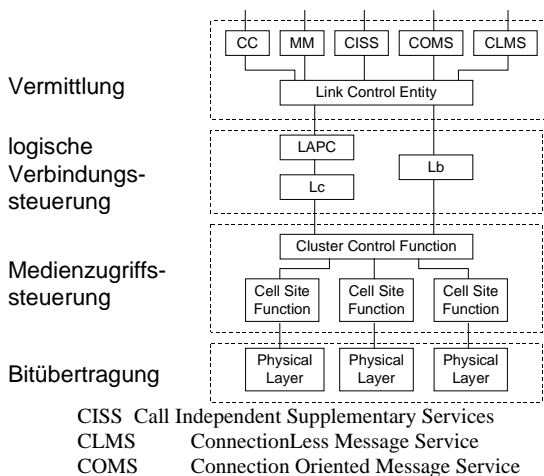 CC MM CISS COMS CLMS
Vermittlung
Link Control Entity
logische
Verbindungs-
steuerung
LAPC
Lc
Lb
Cluster Control Function
Medienzugriffs-
steuerung
Cell Site
Function
Cell Site
Function
Cell Site
Function
Bitübertragung
Physical
Layer
Physical
Layer
Physical
Layer
CISS Call Independent Supplementary Services
CLMS ConnectionLess Message Service
COMS Connection Oriented Message Service